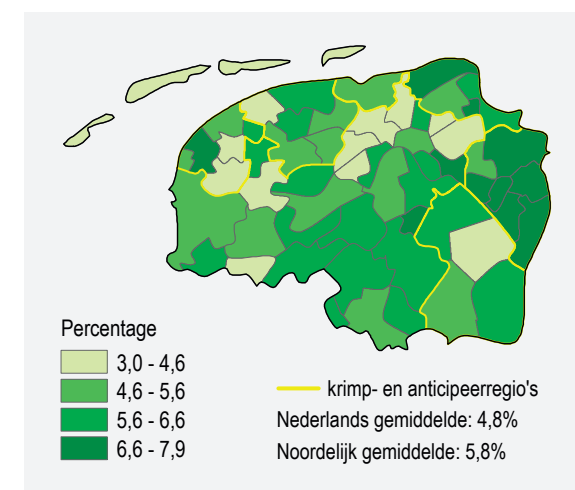 Percentage
3,0 - 4,6
4,6 - 5,6
5,6 - 6,6
6,6 - 7,9
krimp- en anticipeerregio's
Nederlands gemiddelde: 4,8%
Noordelijk gemiddelde: 5,8%